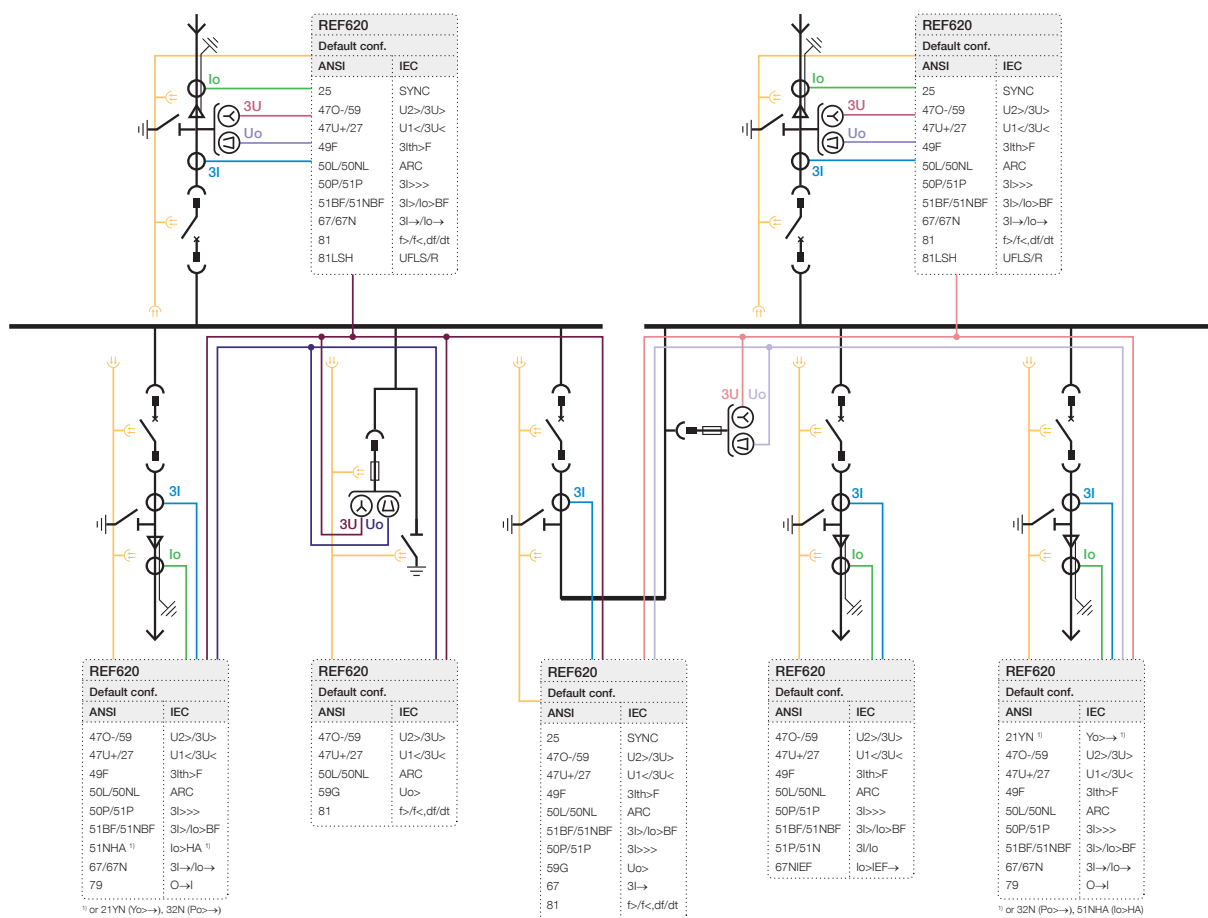 REF620
Default conf.
ANSI IEC
25 SYNC
47O-/59 U2>/3U>
47U+/27 U1</3U<
49F 3Ith>F
50L/50NL ARC
50P/51P 3I>>>
51BF/51NBF 3I>/Io>BF
67/67N 3I→/Io→
81 f>/f<,df/dt
81LSH UFLS/R
Io
3U
Uo
3I
REF620
Default conf.
ANSI IEC
25 SYNC
47O-/59 U2>/3U>
47U+/27 U1</3U<
49F 3Ith>F
50L/50NL ARC
50P/51P 3I>>>
51BF/51NBF 3I>/Io>BF
67/67N 3I→/Io→
81 f>/f<,df/dt
81LSH UFLS/R
Io
3U
Uo
3I
3I
Io
3U Uo
3I
3U Uo
3I
Io
3I
Io
REF620
Default conf.
ANSI IEC
47O-/59 U2>/3U>
47U+/27 U1</3U<
49F 3Ith>F
50L/50NL ARC
50P/51P 3I>>>
51BF/51NBF 3I>/Io>BF
51NHA ¹⁾ Io>HA ¹⁾
67/67N 3I→/Io→
79 O→I
¹⁾ or 21YN (Yo>→), 32N (Po>→)
REF620
Default conf.
ANSI IEC
47O-/59 U2>/3U>
47U+/27 U1</3U<
50L/50NL ARC
59G Uo>
81 f>/f<,df/dt
REF620
Default conf.
ANSI IEC
25 SYNC
47O-/59 U2>/3U>
47U+/27 U1</3U<
49F 3Ith>F
50L/50NL ARC
51BF/51NBF 3I>/Io>BF
50P/51P 3I>>>
59G Uo>
67 3I→
81 f>/f<,df/dt
REF620
Default conf.
ANSI IEC
47O-/59 U2>/3U>
47U+/27 U1</3U<
49F 3Ith>F
50L/50NL ARC
50P/51P 3I>>>
51BF/51NBF 3I>/Io>BF
51P/51N 3I/Io
67NIEF Io>IEF→
REF620
Default conf.
ANSI IEC
21YN ¹⁾ Yo>→ ¹⁾
47O-/59 U2>/3U>
47U+/27 U1</3U<
49F 3Ith>F
50L/50NL ARC
50P/51P 3I>>>
51BF/51NBF 3I>/Io>BF
67/67N 3I→/Io→
79 O→I
¹⁾ or 32N (Po>→), 51NHA (Io>HA)